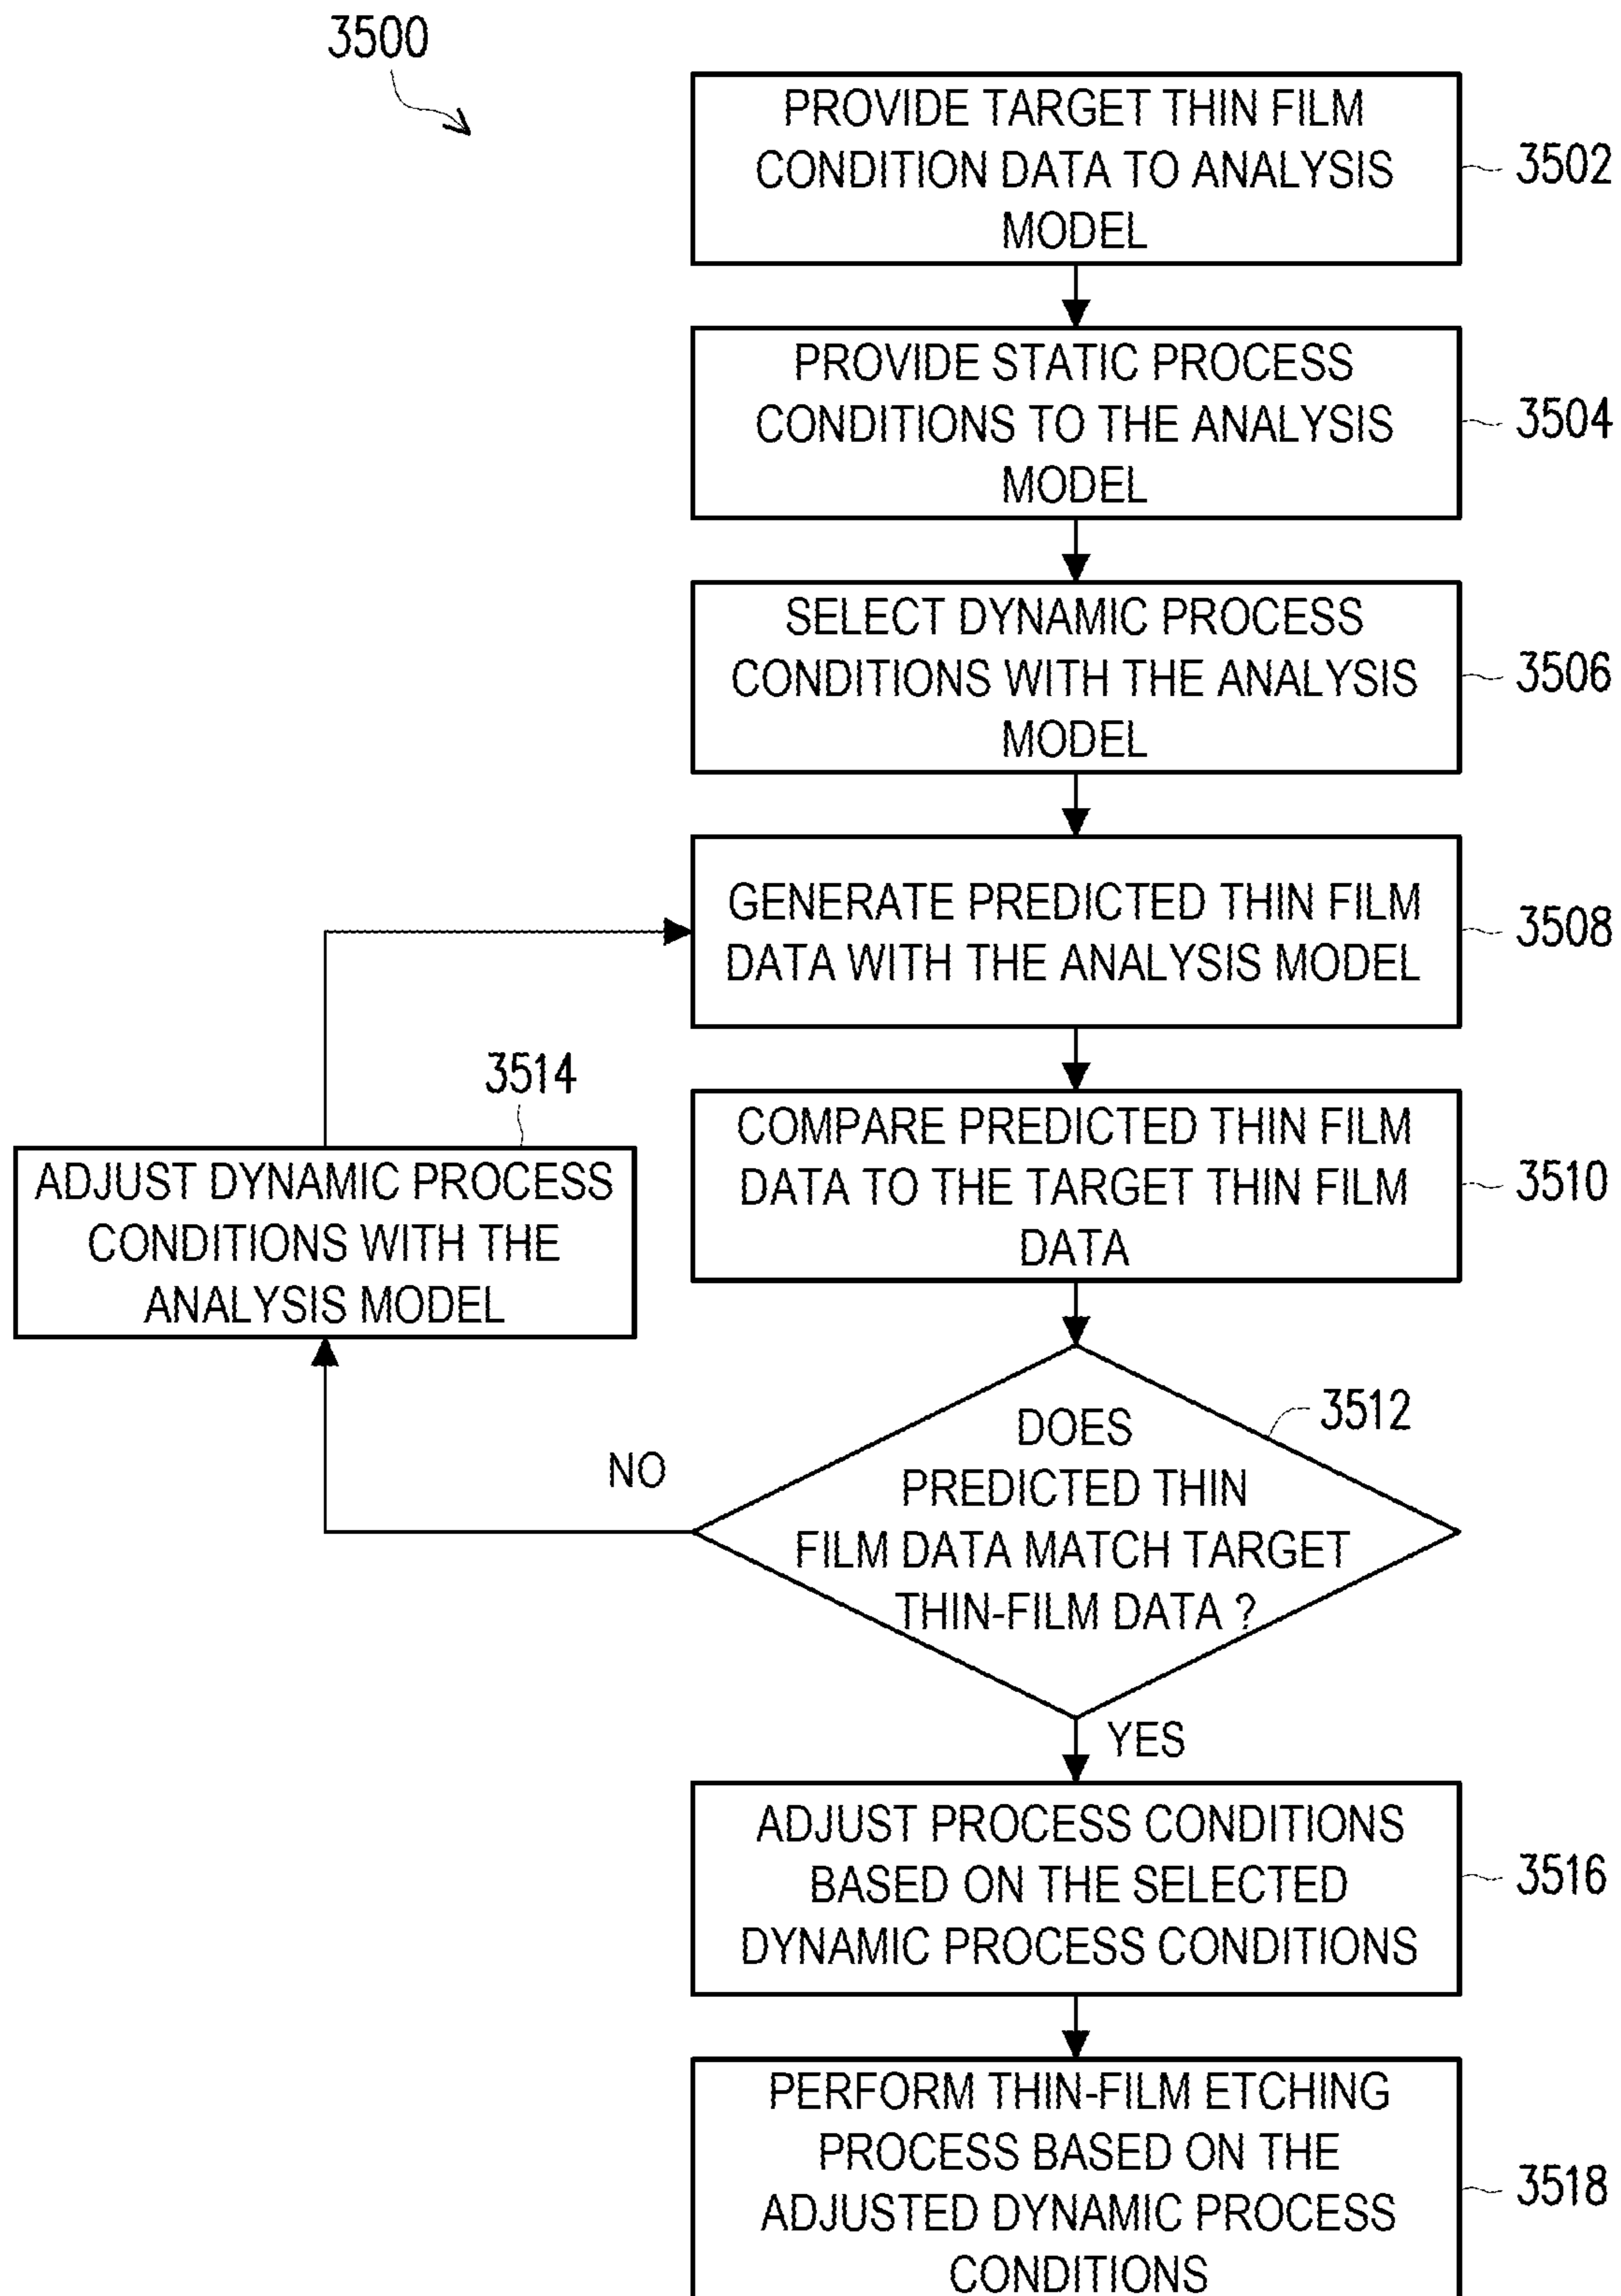 3500
PROVIDE TARGET THIN FILM
CONDITION DATA TO ANALYSIS
MODEL
3502
PROVIDE STATIC PROCESS
CONDITIONS TO THE ANALYSIS
MODEL
3504
SELECT DYNAMIC PROCESS
CONDITIONS WITH THE ANALYSIS
MODEL
3506
GENERATE PREDICTED THIN FILM
DATA WITH THE ANALYSIS MODEL
3508
COMPARE PREDICTED THIN FILM
DATA TO THE TARGET THIN FILM
DATA
3510
3514
ADJUST DYNAMIC PROCESS
CONDITIONS WITH THE
ANALYSIS MODEL
3512
DOES
PREDICTED THIN
FILM DATA MATCH TARGET
THIN-FILM DATA ?
NO
YES
ADJUST PROCESS CONDITIONS
BASED ON THE SELECTED
DYNAMIC PROCESS CONDITIONS
3516
PERFORM THIN-FILM ETCHING
PROCESS BASED ON THE
ADJUSTED DYNAMIC PROCESS
CONDITIONS
3518